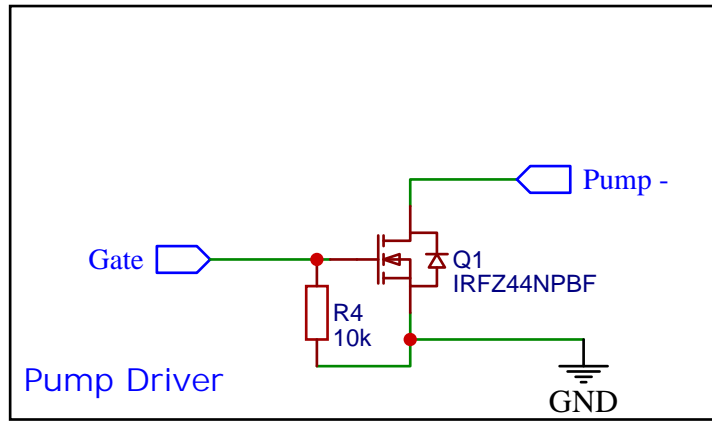 Pump -
Gate
Q1
IRFZ44NPBF
R4
10k
Pump Driver
GND